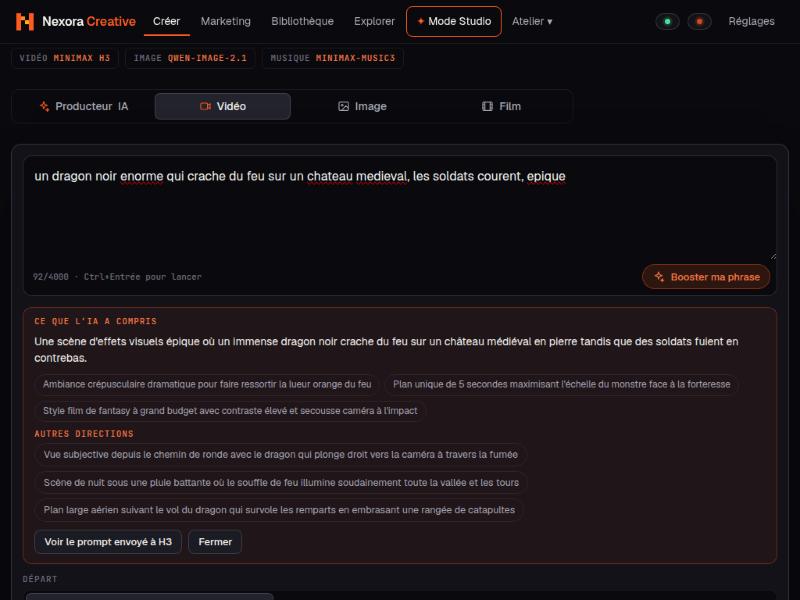 Nexora Creative Créer Marketing Bibliothèque Explorer Mode Studio Atelier Réglages
VIDÉO MINIMAX H3 IMAGE QWEN-IMAGE-2.1 MUSIQUE MINIMAX-MUSIC3
Producteur IA Vidéo Image Film
un dragon noir enorme qui crache du feu sur un chateau medieval, les soldats courent, epique
92/4000 · Ctrl+Entrée pour lancer Booster ma phrase
CE QUE L'IA A COMPRIS
Une scène d'effets visuels épique où un immense dragon noir crache du feu sur un château médiéval en pierre tandis que des soldats fuient en
contrebas.
Ambiance crépusculaire dramatique pour faire ressortir la lueur orange du feu Plan unique de 5 secondes maximisant l'échelle du monstre face à la forteresse
Style film de fantasy à grand budget avec contraste élevé et secousse caméra à l'impact
AUTRES DIRECTIONS
Vue subjective depuis le chemin de ronde avec le dragon qui plonge droit vers la caméra à travers la fumée
Scène de nuit sous une pluie battante où le souffle de feu illumine soudainement toute la vallée et les tours
Plan large aérien suivant le vol du dragon qui survole les remparts en embrasant une rangée de catapultes
Voir le prompt envoyé à H3 Fermer
DÉPART